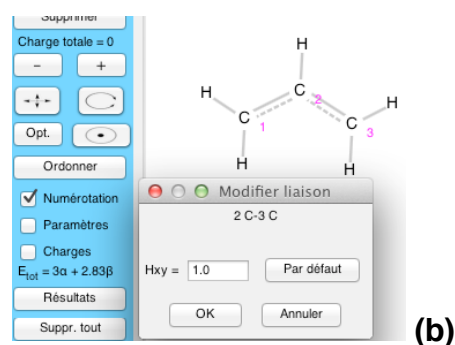 Supprimer
Charge totale = 0
- +
Opt.
Ordonner
Numérotation
Paramètres
Charges
Etot = 3α + 2.83β
Résultats
Suppr. tout
H
H H
C 1 C 2 C 3
H H
Modifier liaison
2 C-3 C
Hxy = 1.0 Par défaut
OK Annuler
(b)